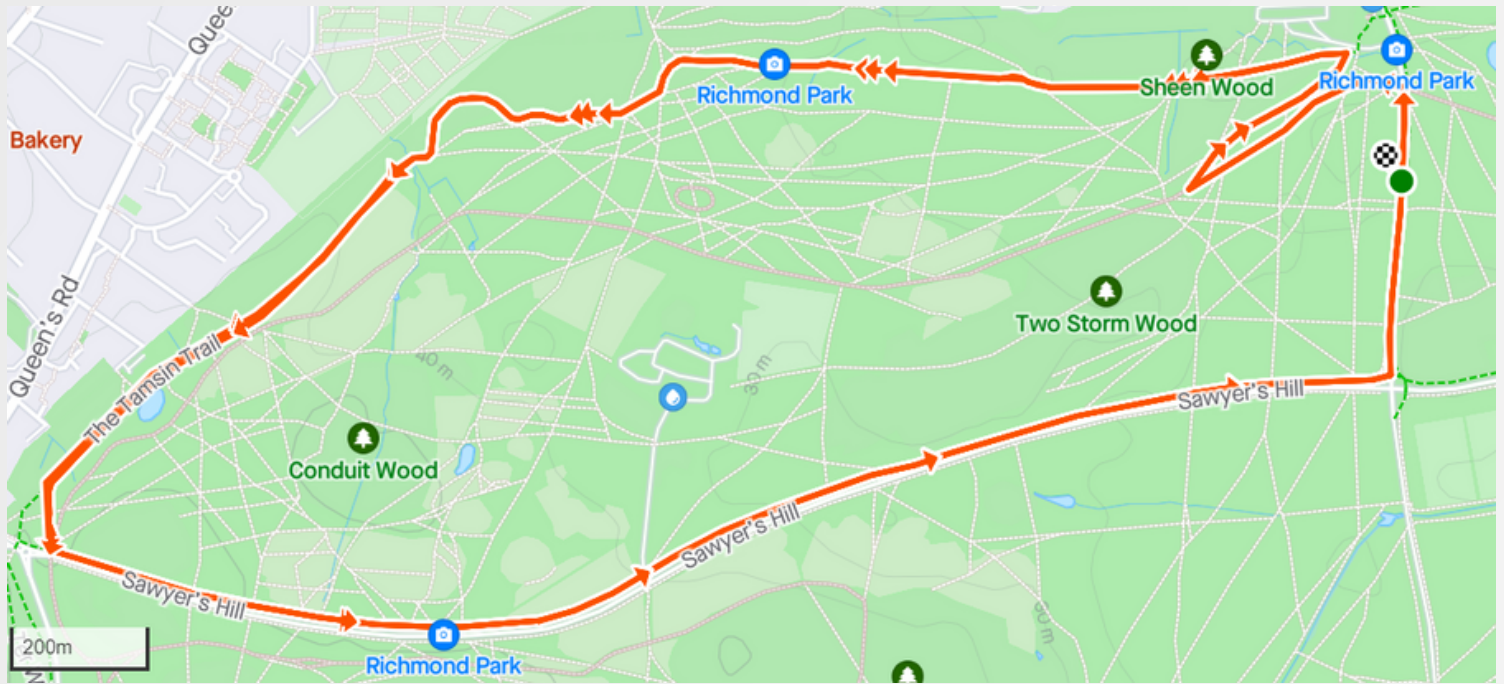 Quee
Bakery
Richmond Park
Sheen Wood
Richmond Park
Queen's Rd
Two Storm Wood
40 m
30 m
The Tamsin Trail
Sawyer's Hill
Conduit Wood
Sawyer's Hill
Sawyer's Hill
30 m
200m
Richmond Park